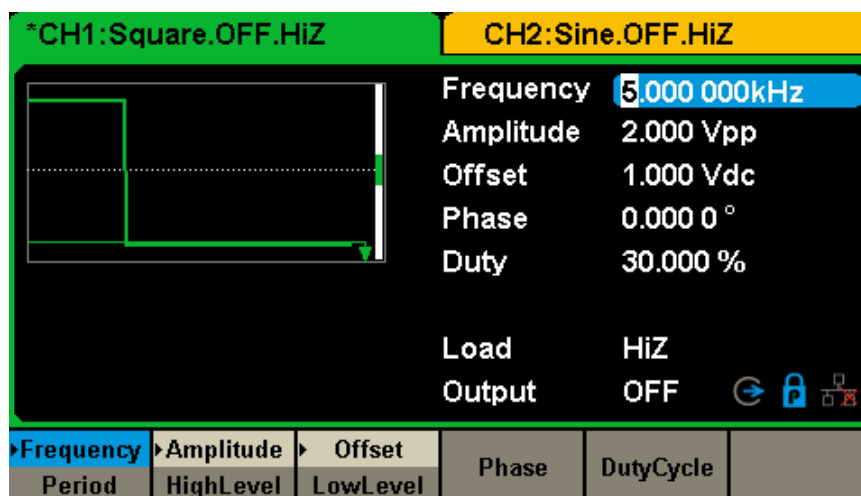 *CH1:Square.OFF.HiZ CH2:Sine.OFF.HiZ
Frequency 5.000 000kHz
Amplitude 2.000 Vpp
Offset 1.000 Vdc
Phase 0.000 0 °
Duty 30.000 %
Load HiZ
Output OFF P
Frequency Amplitude Offset Phase DutyCycle
Period HighLevel LowLevel